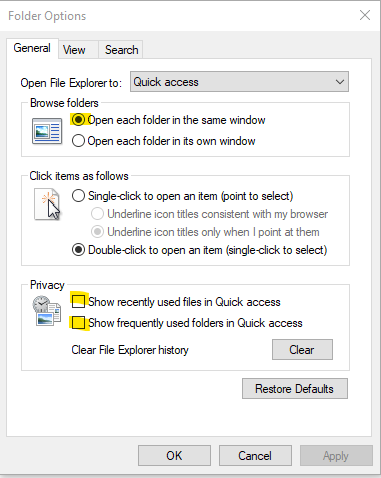 Folder Options
General View Search
Open File Explorer to: Quick access
Browse folders
Open each folder in the same window
Open each folder in its own window
Click items as follows
Single-click to open an item (point to select)
Underline icon titles consistent with my browser
Underline icon titles only when I point at them
Double-click to open an item (single-click to select)
Privacy
Show recently used files in Quick access
Show frequently used folders in Quick access
Clear File Explorer history Clear
Restore Defaults
OK Cancel Apply